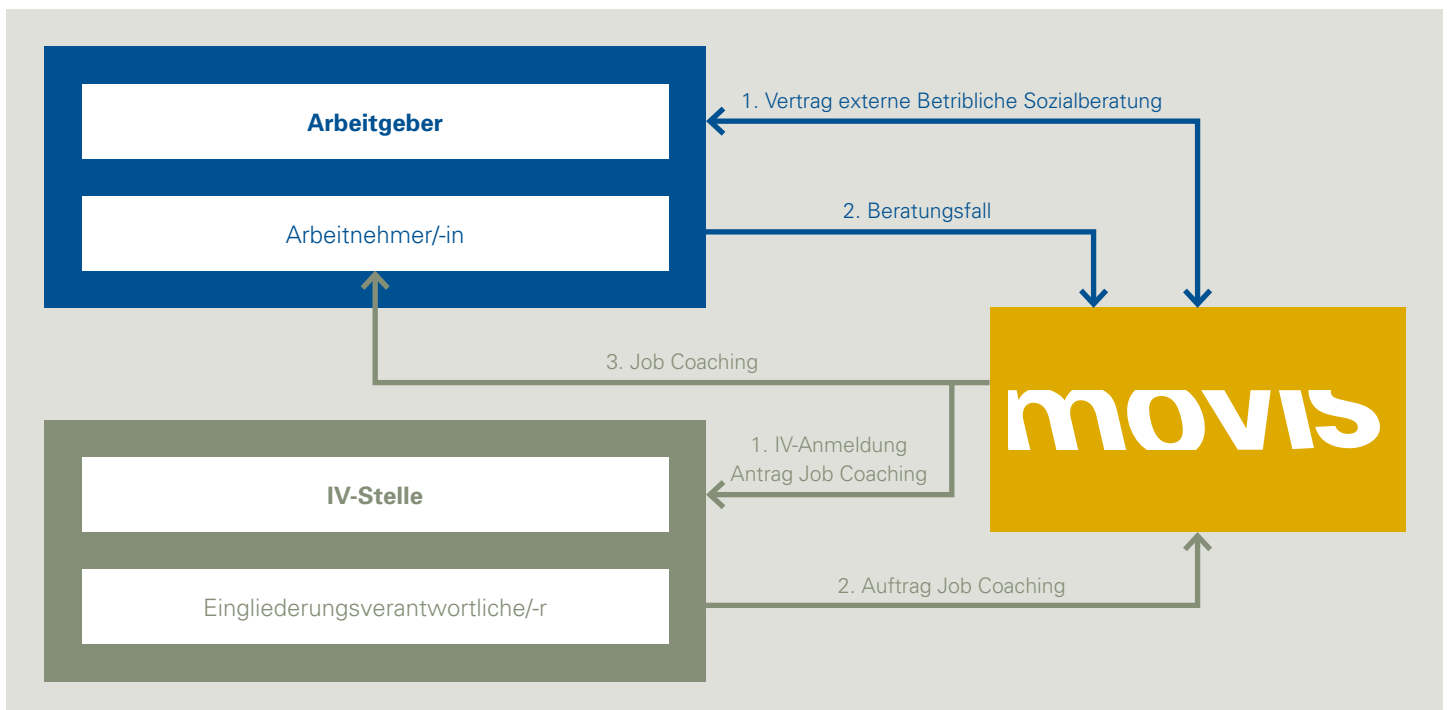 Arbeitgeber
1. Vertrag externe Betribliche Sozialberatung
2. Beratungsfall
Arbeitnehmer/-in
3. Job Coaching
movis
1. IV-Anmeldung
Antrag Job Coaching
IV-Stelle
2. Auftrag Job Coaching
Eingliederungsverantwortliche/-r